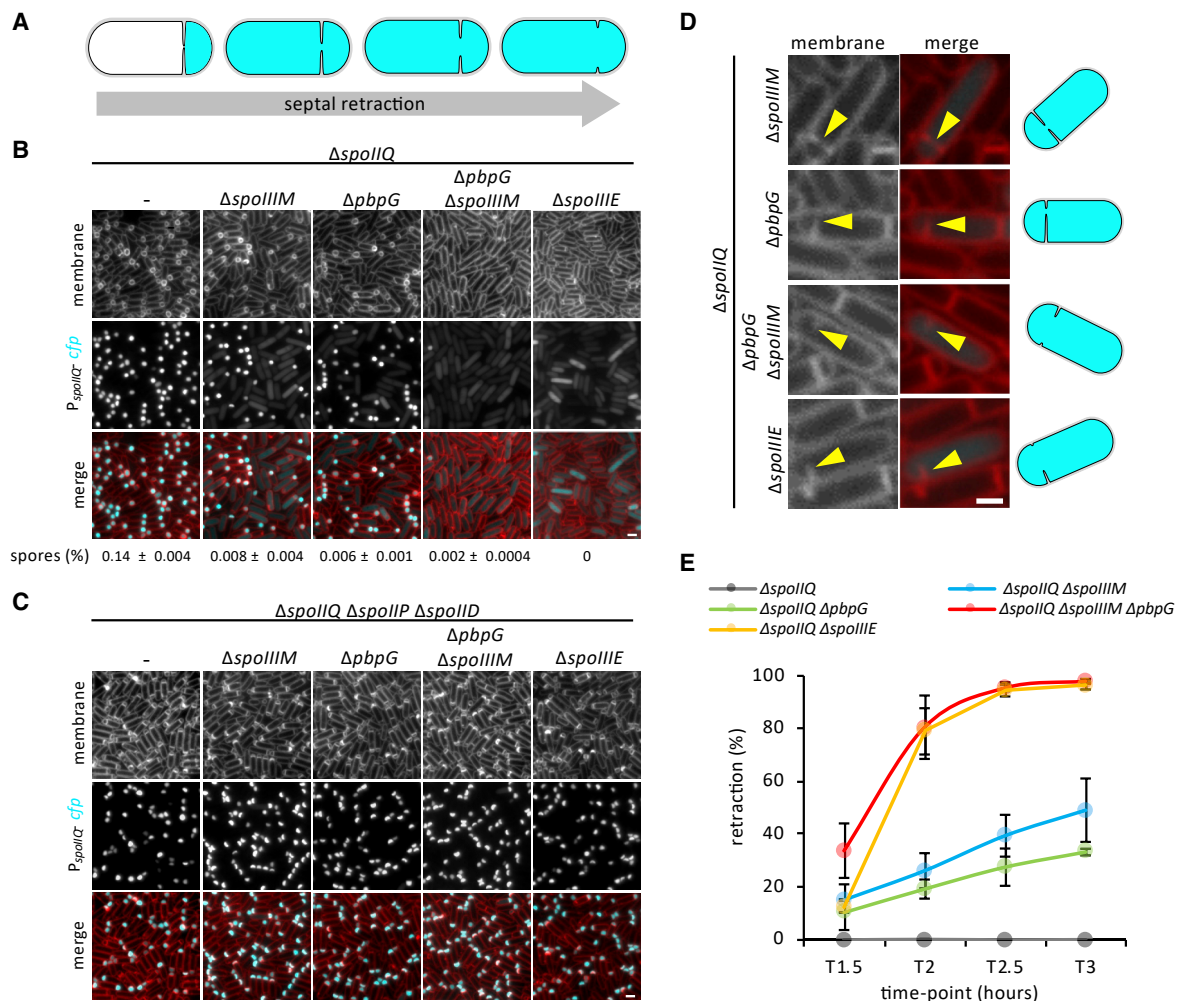 A
septal retraction
B
ΔspoIIQ
ΔpbpG
- ΔspoIIIM ΔpbpG ΔspoIIIM ΔspoIIIE
membrane
PspoIIQ- cfp
merge
spores (%) 0.14 ± 0.004 0.008 ± 0.004 0.006 ± 0.001 0.002 ± 0.0004 0
C
ΔspoIIQ ΔspoIIP ΔspoIID
ΔpbpG
- ΔspoIIIM ΔpbpG ΔspoIIIM ΔspoIIIE
membrane
PspoIIQ- cfp
merge
D
membrane merge
ΔspoIIQ
ΔspoIIIM
ΔpbpG
ΔpbpG
ΔspoIIIM
ΔspoIIIE
E
ΔspoIIQ ΔspoIIQ ΔspoIIIM
ΔspoIIQ ΔpbpG ΔspoIIQ ΔspoIIIM ΔpbpG
ΔspoIIQ ΔspoIIIE
retraction (%)
100
80
60
40
20
0
T1.5 T2 T2.5 T3
time-point (hours)